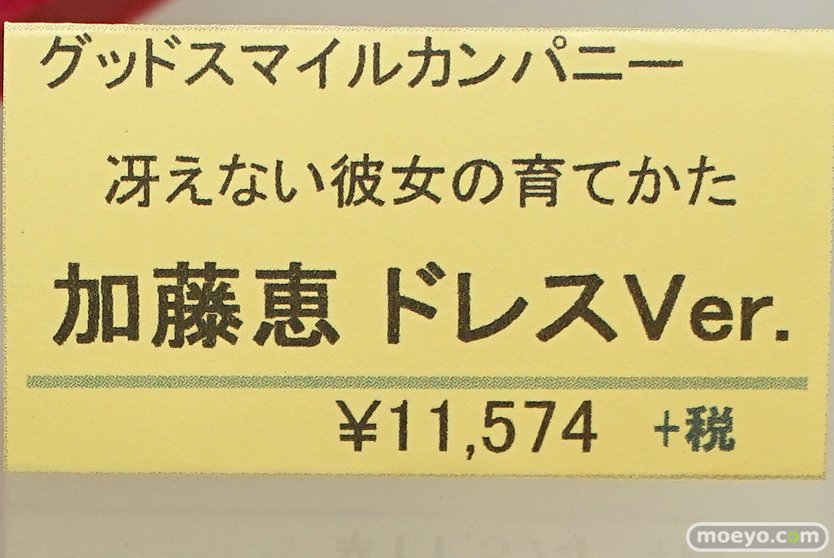 グッドスマイルカンパニー
冴えない彼女の育てかた
加藤恵 ドレスVer.
¥11,574 +税
moeyo.com